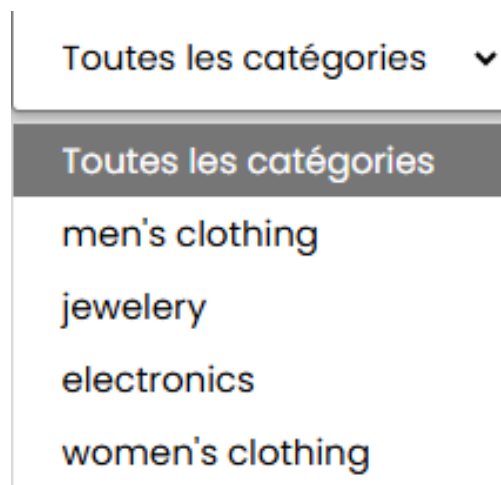 Toutes les catégories
Toutes les catégories
men's clothing
jewelery
electronics
women's clothing